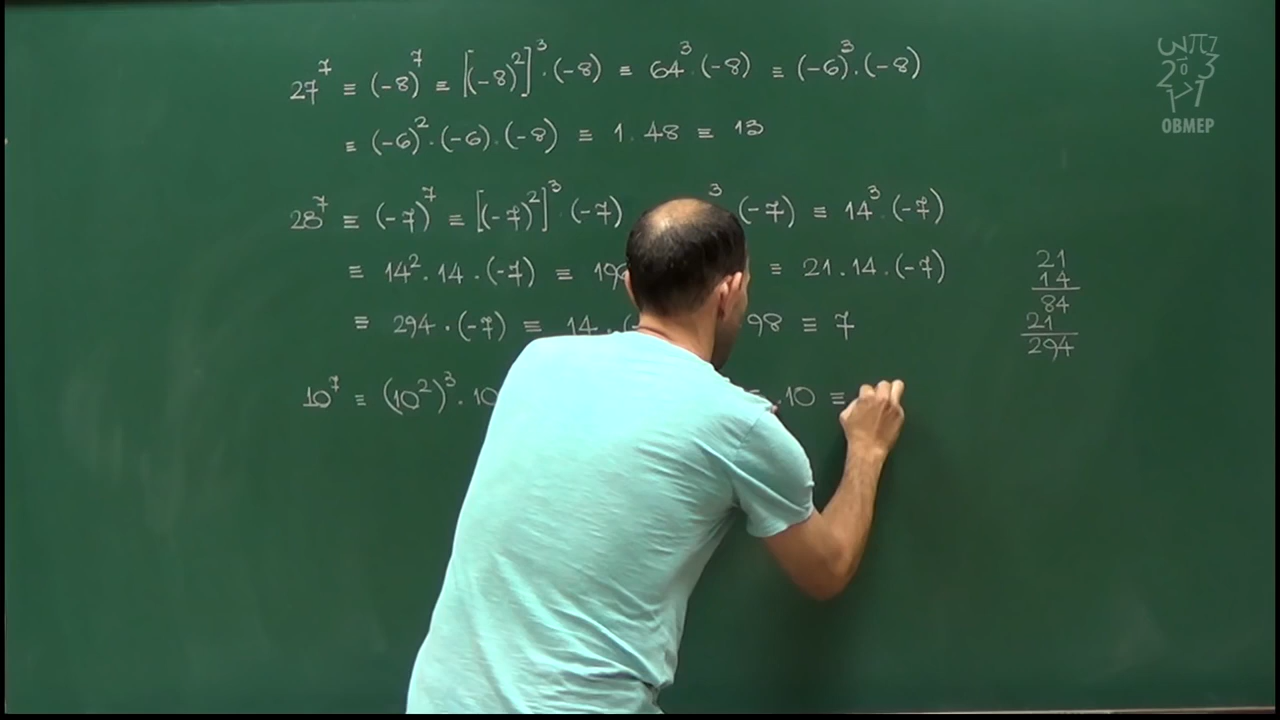 27⁷ ≡ (-8)⁷ ≡ [(-8)²]³·(-8) ≡ 64³·(-8) ≡ (-6)³·(-8)
≡ (-6)²·(-6)·(-8) ≡ 1.48 ≡ 13
28⁷ ≡ (-7)⁷ ≡ [(-7)²]³·(-7) ³ (-7) ≡ 14³·(-7)
≡ 14²·14·(-7) ≡ 196 ≡ 21.14.(-7)
≡ 294·(-7) ≡ 14.( 98 ≡ 7
10⁷ ≡ (10²)³·10 .10 ≡
21
14
84
21
294
OBMEP